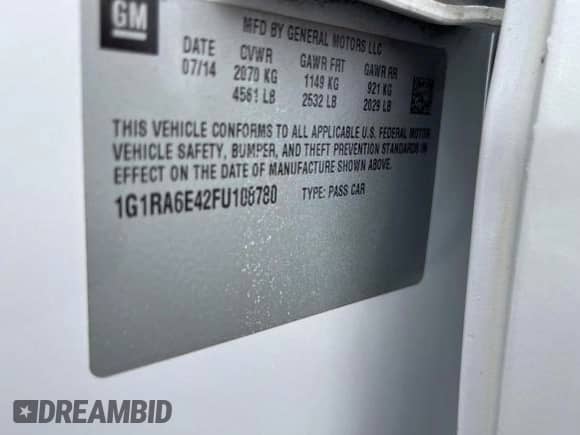 GM
MFD BY GENERAL MOTORS LLC
DATE GVWR GAWR FRT GAWR RR
07/14 2070 KG 1149 KG 921 KG
4561 LB 2532 LB 2029 LB
THIS VEHICLE CONFORMS TO ALL APPLICABLE U.S. FEDERAL MOTOR
VEHICLE SAFETY, BUMPER, AND THEFT PREVENTION STANDARDS IN
EFFECT ON THE DATE OF MANUFACTURE SHOWN ABOVE.
1G1RA6E42FU108780 TYPE: PASS CAR
DREAMBID